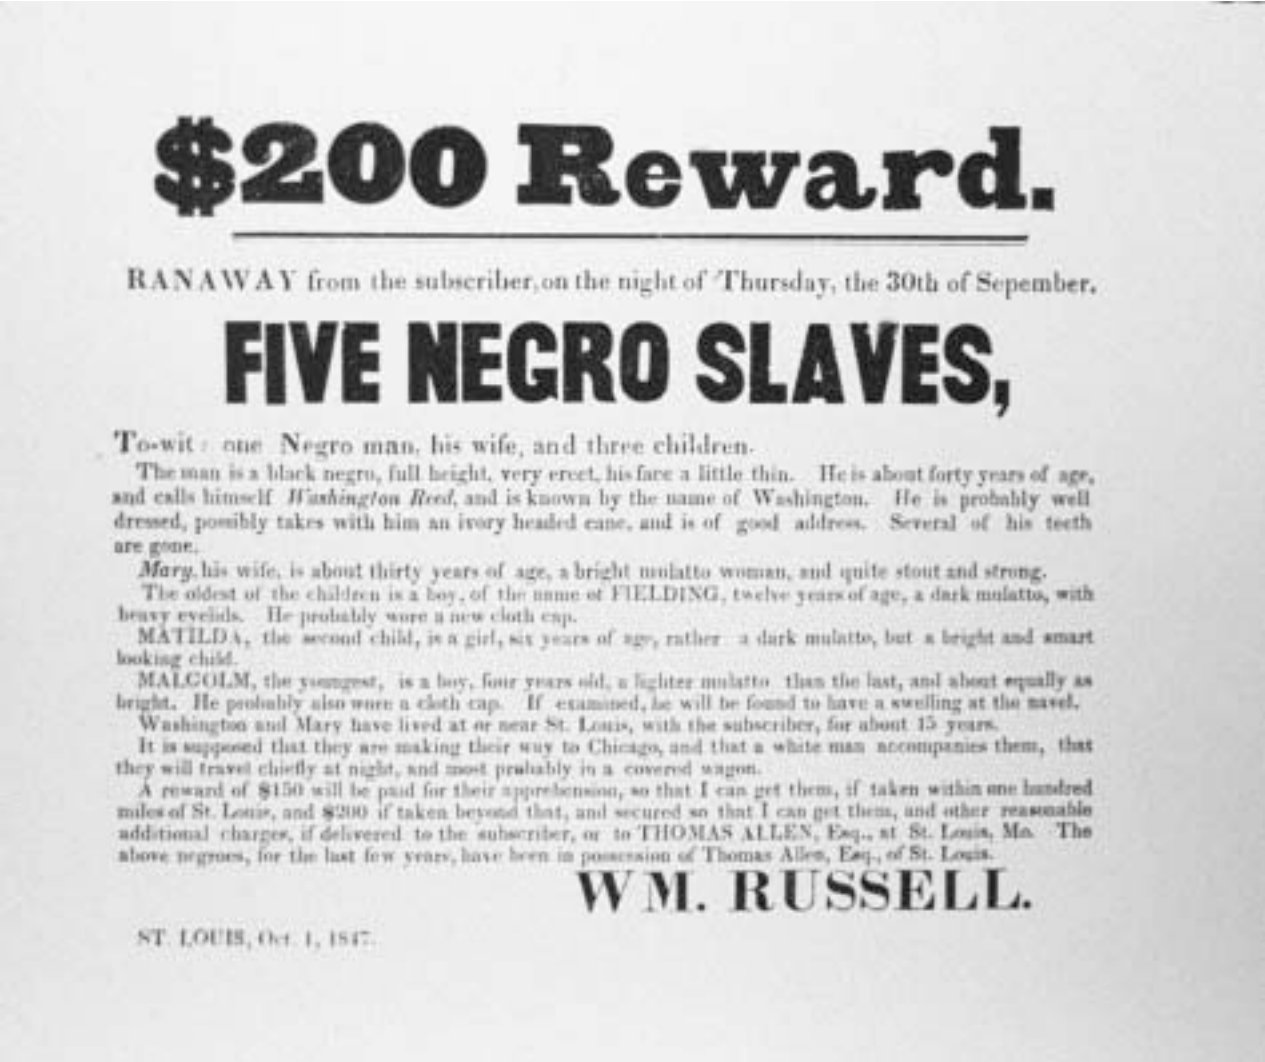 $200 Reward.
RANAWAY from the subscriber, on the night of Thursday, the 30th of Sepember,
FIVE NEGRO SLAVES,
To-wit: one Negro man, his wife, and three children.
The man is a black negro, full height, very erect, his face a little thin. He is about forty years of age,
and calls himself Washington Reed, and is known by the name of Washington. He is probably well
dressed, possibly takes with him an ivory headed cane, and is of good address. Several of his teeth
are gone.
Mary, his wife, is about thirty years of age, a bright mulatto woman, and quite stout and strong.
The oldest of the children is a boy, of the name of FIELDING, twelve years of age, a dark mulatto, with
heavy eyelids. He probably wore a new cloth cap.
MATILDA, the second child, is a girl, six years of age, rather a dark mulatto, but a bright and smart
looking child.
MALCOLM, the youngest, is a boy, four years old, a lighter mulatto than the last, and about equally as
bright. He probably also wore a cloth cap. If examined, he will be found to have a swelling at the navel.
Washington and Mary have lived at or near St. Louis, with the subscriber, for about 15 years.
It is supposed that they are making their way to Chicago, and that a white man accompanies them, that
they will travel chiefly at night, and most probably in a covered wagon.
A reward of $150 will be paid for their apprehension, so that I can get them, if taken within one hundred
miles of St. Louis, and $200 if taken beyond that, and secured so that I can get them, and other reasonable
additional charges, if delivered to the subscriber, or to THOMAS ALLEN, Esq., at St. Louis, Mo. The
above negroes, for the last few years, have been in possession of Thomas Allen, Esq., of St. Louis.
WM. RUSSELL.
ST. LOUIS, Oct. 1, 1847.